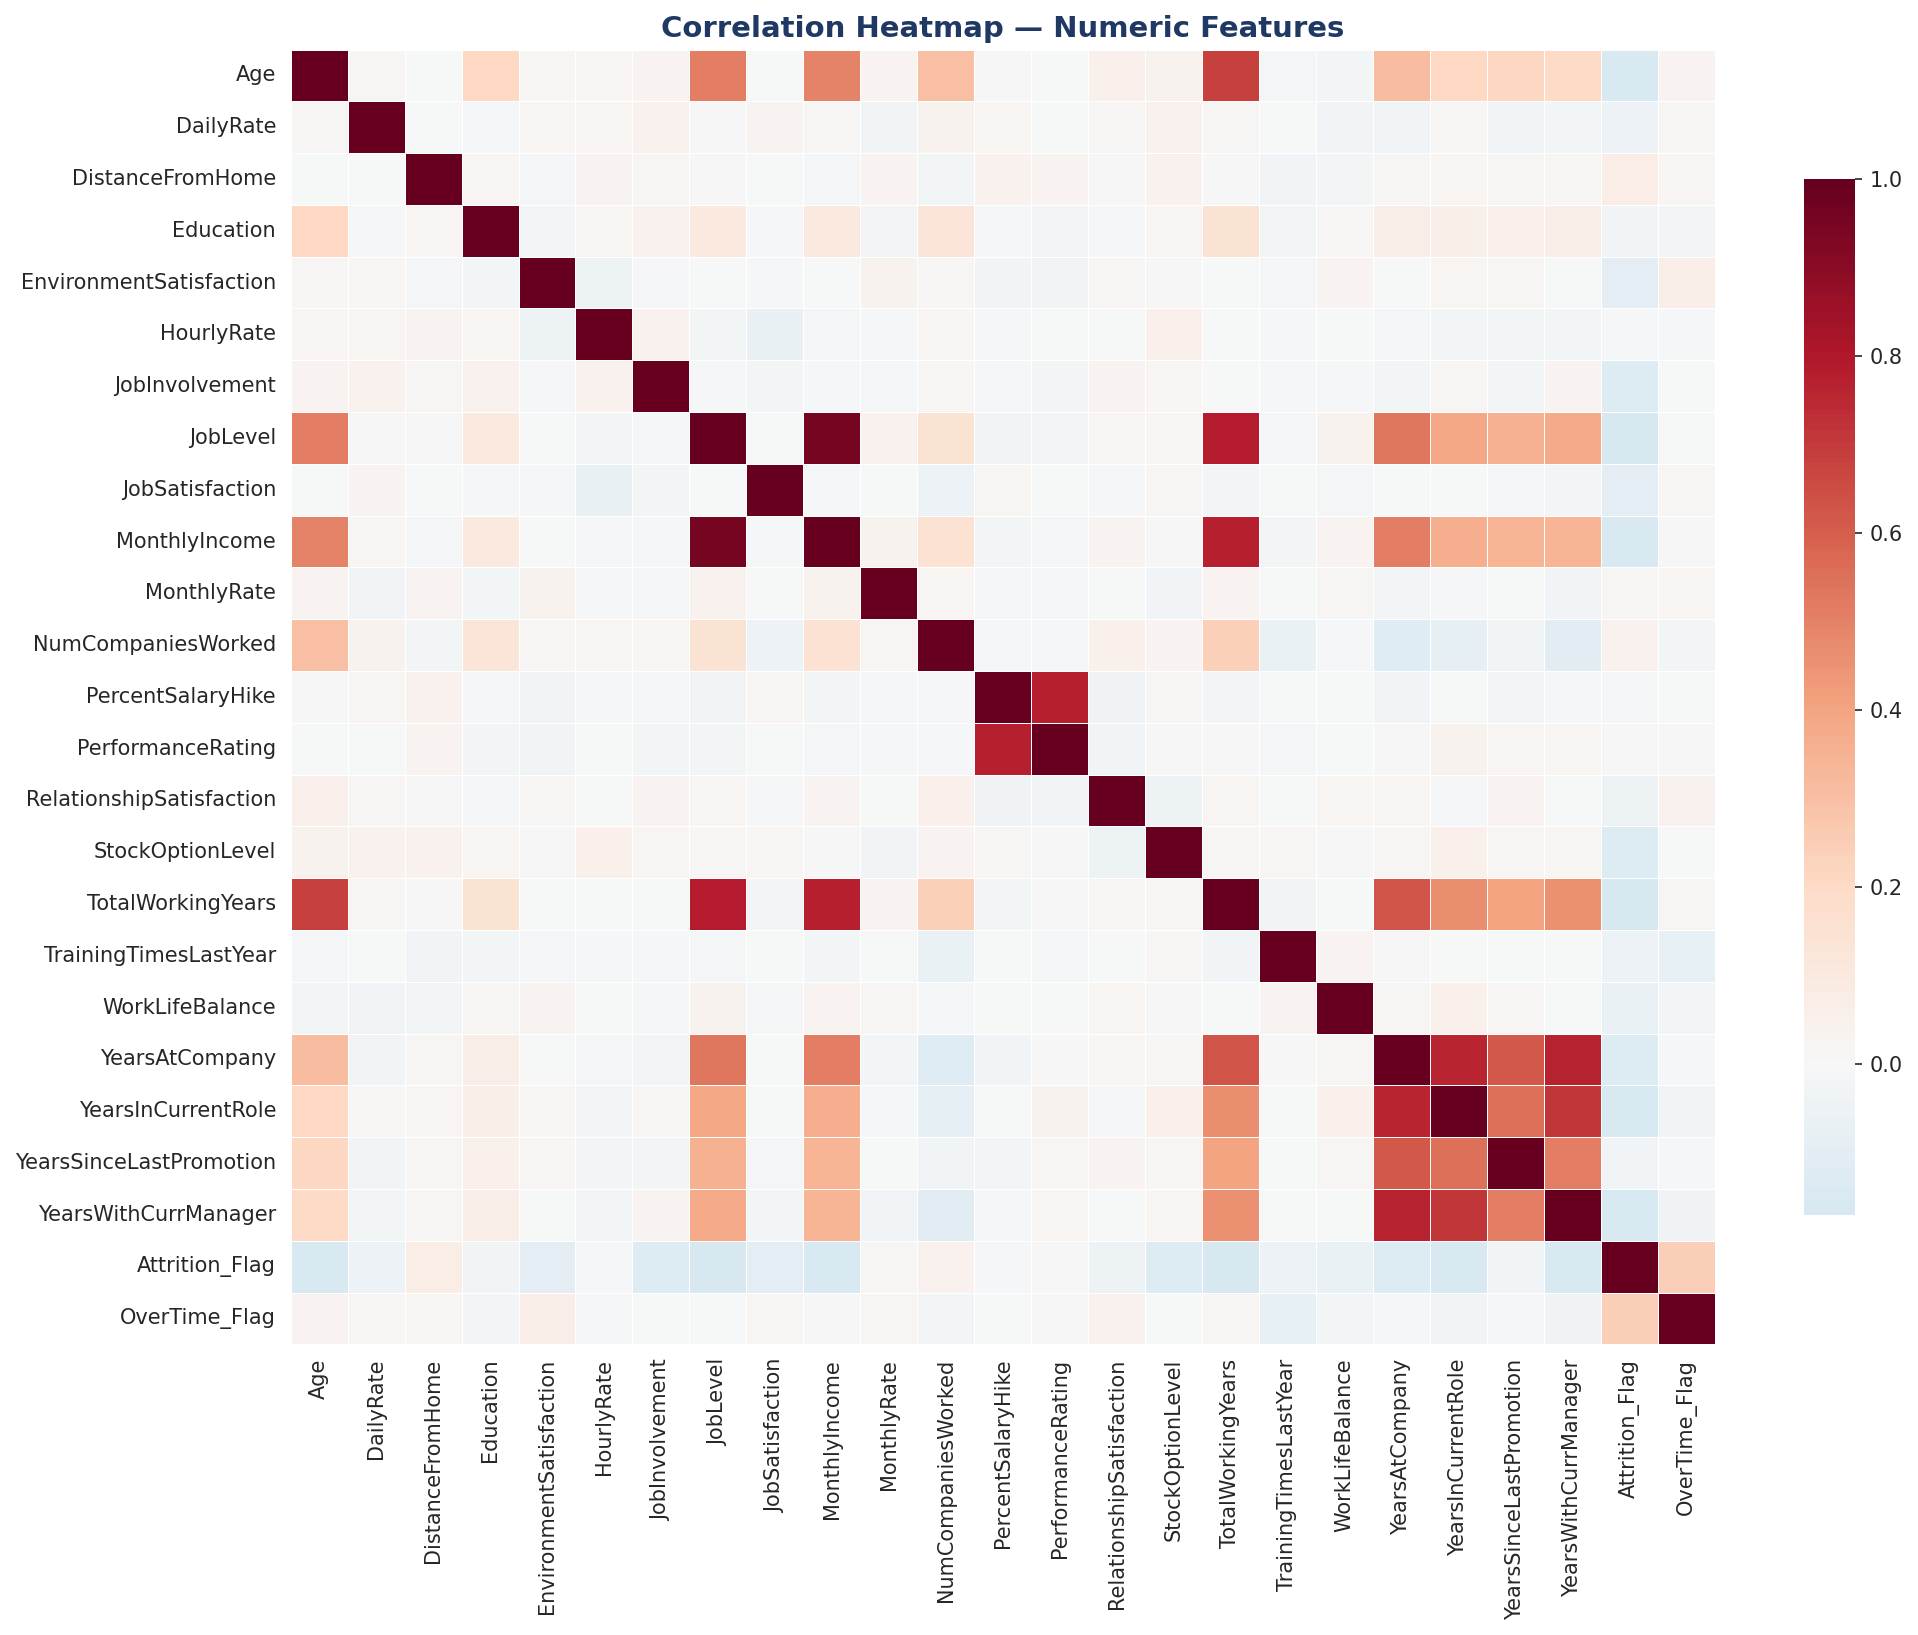 Correlation Heatmap — Numeric Features
Age
DailyRate
DistanceFromHome
Education
EnvironmentSatisfaction
HourlyRate
JobInvolvement
JobLevel
JobSatisfaction
MonthlyIncome
MonthlyRate
NumCompaniesWorked
PercentSalaryHike
PerformanceRating
RelationshipSatisfaction
StockOptionLevel
TotalWorkingYears
TrainingTimesLastYear
WorkLifeBalance
YearsAtCompany
YearsInCurrentRole
YearsSinceLastPromotion
YearsWithCurrManager
Attrition_Flag
OverTime_Flag
Age
DailyRate
DistanceFromHome
Education
EnvironmentSatisfaction
HourlyRate
JobInvolvement
JobLevel
JobSatisfaction
MonthlyIncome
MonthlyRate
NumCompaniesWorked
PercentSalaryHike
PerformanceRating
RelationshipSatisfaction
StockOptionLevel
TotalWorkingYears
TrainingTimesLastYear
WorkLifeBalance
YearsAtCompany
YearsInCurrentRole
YearsSinceLastPromotion
YearsWithCurrManager
Attrition_Flag
OverTime_Flag
1.0
0.8
0.6
0.4
0.2
0.0